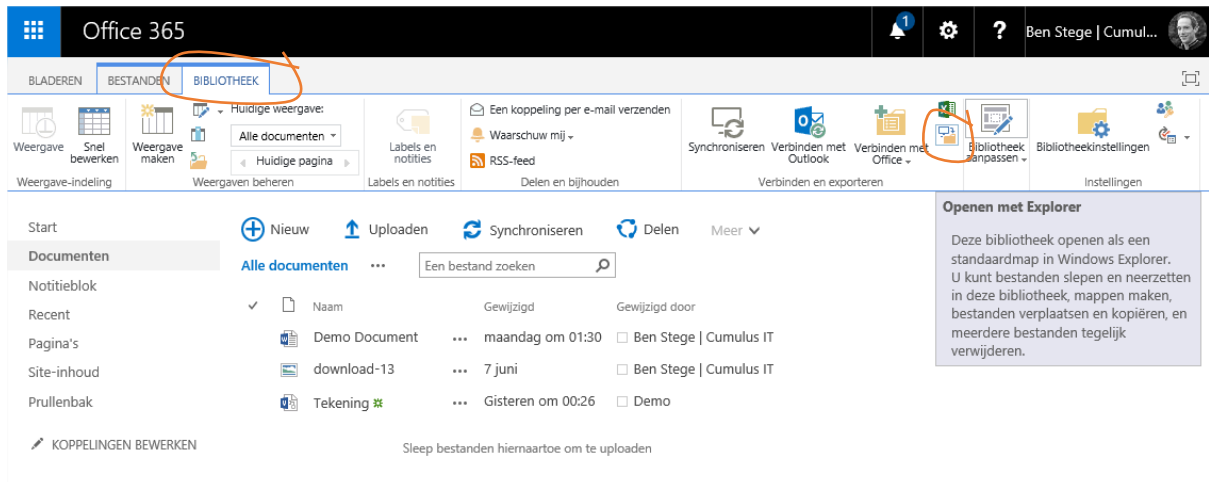 Office 365
1
?
Ben Stege | Cumul...
BLADEREN
BESTANDEN
BIBLIOTHEEK
Weergave
Snel
bewerken
Weergave-indeling
Weergave
maken
Huidige weergave:
Alle documenten
Huidige pagina
Weergaven beheren
Labels en
notities
Labels en notities
Een koppeling per e-mail verzenden
Waarschuw mij
RSS-feed
Delen en bijhouden
Synchroniseren
Verbinden met
Outlook
Verbinden met
Office
Verbinden en exporteren
Bibliotheek
aanpassen
Bibliotheekinstellingen
Instellingen
Openen met Explorer
Deze bibliotheek openen als een
standaardmap in Windows Explorer.
U kunt bestanden slepen en neerzetten
in deze bibliotheek, mappen maken,
bestanden verplaatsen en kopiëren, en
meerdere bestanden tegelijk
verwijderen.
Start
Documenten
Notitieblok
Recent
Pagina's
Site-inhoud
Prullenbak
KOPPELINGEN BEWERKEN
Nieuw
Uploaden
Synchroniseren
Delen
Meer
Alle documenten
•••
Een bestand zoeken
Naam
Gewijzigd
Gewijzigd door
Demo Document ••• maandag om 01:30 Ben Stege | Cumulus IT
download-13 ••• 7 juni Ben Stege | Cumulus IT
Tekening ••• Gisteren om 00:26 Demo
Sleep bestanden hiernaartoe om te uploaden